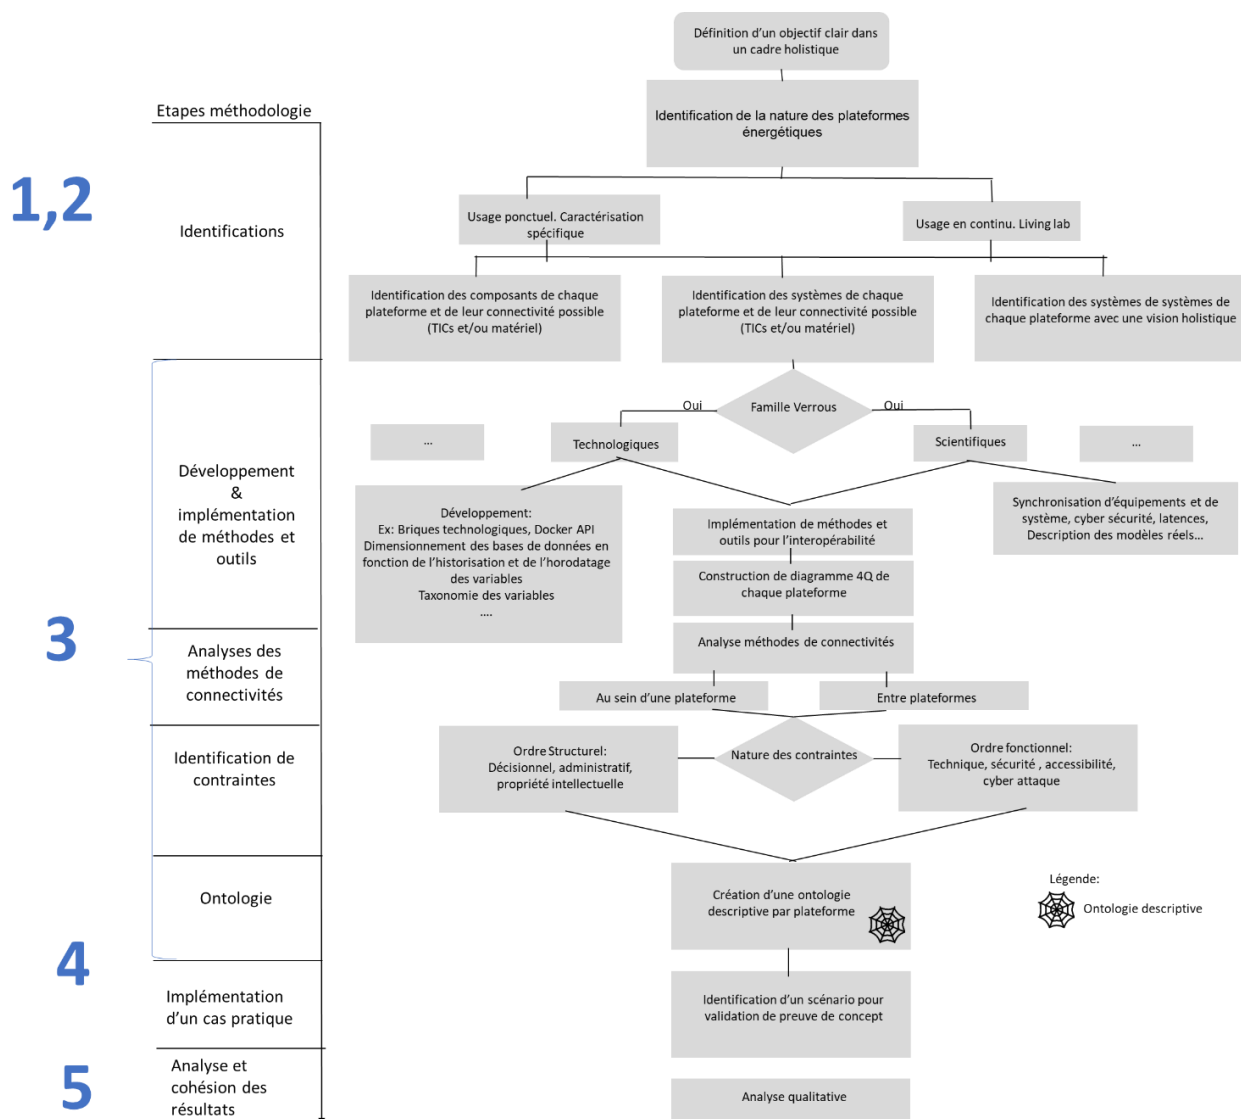 Définition d'un objectif clair dans
un cadre holistique
Etapes méthodologie
Identification de la nature des plateformes
énergétiques
1,2
Identifications
Usage ponctuel. Caractérisation
spécifique
Usage en continu. Living lab
Identification des composants de chaque
plateforme et de leur connectivité possible
(TICs et/ou matériel)
Identification des systèmes de chaque
plateforme et de leur connectivité possible
(TICs et/ou matériel)
Identification des systèmes de systèmes de
chaque plateforme avec une vision holistique
Oui
Famille Verrous
Oui
...
Technologiques
Scientifiques
...
Développement
&
implémentation
de méthodes et
outils
Développement:
Ex: Briques technologiques, Docker API
Dimensionnement des bases de données en
fonction de l'historisation et de l'horodatage
des variables
Taxonomie des variables
....
Implémentation de méthodes et
outils pour l'interopérabilité
Synchronisation d'équipements et de
système, cyber sécurité, latences,
Description des modèles réels...
Construction de diagramme 4Q de
chaque plateforme
3
Analyses des
méthodes de
connectivités
Analyse méthodes de connectivités
Au sein d'une plateforme
Entre plateformes
Identification de
contraintes
Ordre Structurel:
Décisionnel, administratif,
propriété intellectuelle
Nature des contraintes
Ordre fonctionnel:
Technique, sécurité , accessibilité,
cyber attaque
Ontologie
Création d'une ontologie
descriptive par plateforme
Légende:
Ontologie descriptive
4
Implémentation
d'un cas pratique
Identification d'un scénario pour
validation de preuve de concept
5
Analyse et
cohésion des
résultats
Analyse qualitative